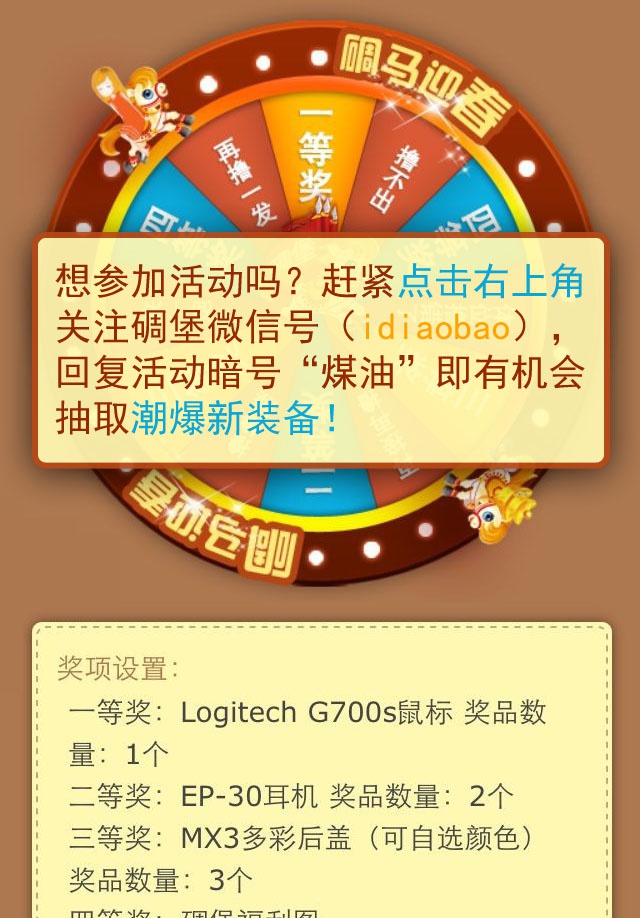 碉马迎春
一等奖
再撸一发
撸不出
四等奖
四等奖
想参加活动吗？赶紧点击右上角
关注碉堡微信号（idiaobao），
回复活动暗号“煤油”即有机会
抽取潮爆新装备！
碉马迎春
奖项设置：
一等奖：Logitech G700s鼠标 奖品数
量：1个
二等奖：EP-30耳机 奖品数量：2个
三等奖：MX3多彩后盖（可自选颜色）
奖品数量：3个
四等奖：碉堡福利图